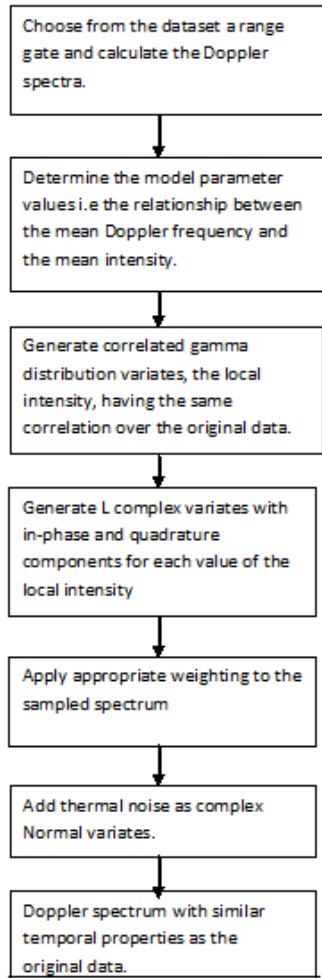 Choose from the dataset a range
gate and calculate the Doppler
spectra.
Determine the model parameter
values i.e the relationship between
the mean Doppler frequency and
the mean intensity.
Generate correlated gamma
distribution variates, the local
intensity, having the same
correlation over the original data.
Generate L complex variates with
in-phase and quadrature
components for each value of the
local intensity
Apply appropriate weighting to the
sampled spectrum
Add thermal noise as complex
Normal variates.
Doppler spectrum with similar
temporal properties as the
original data.